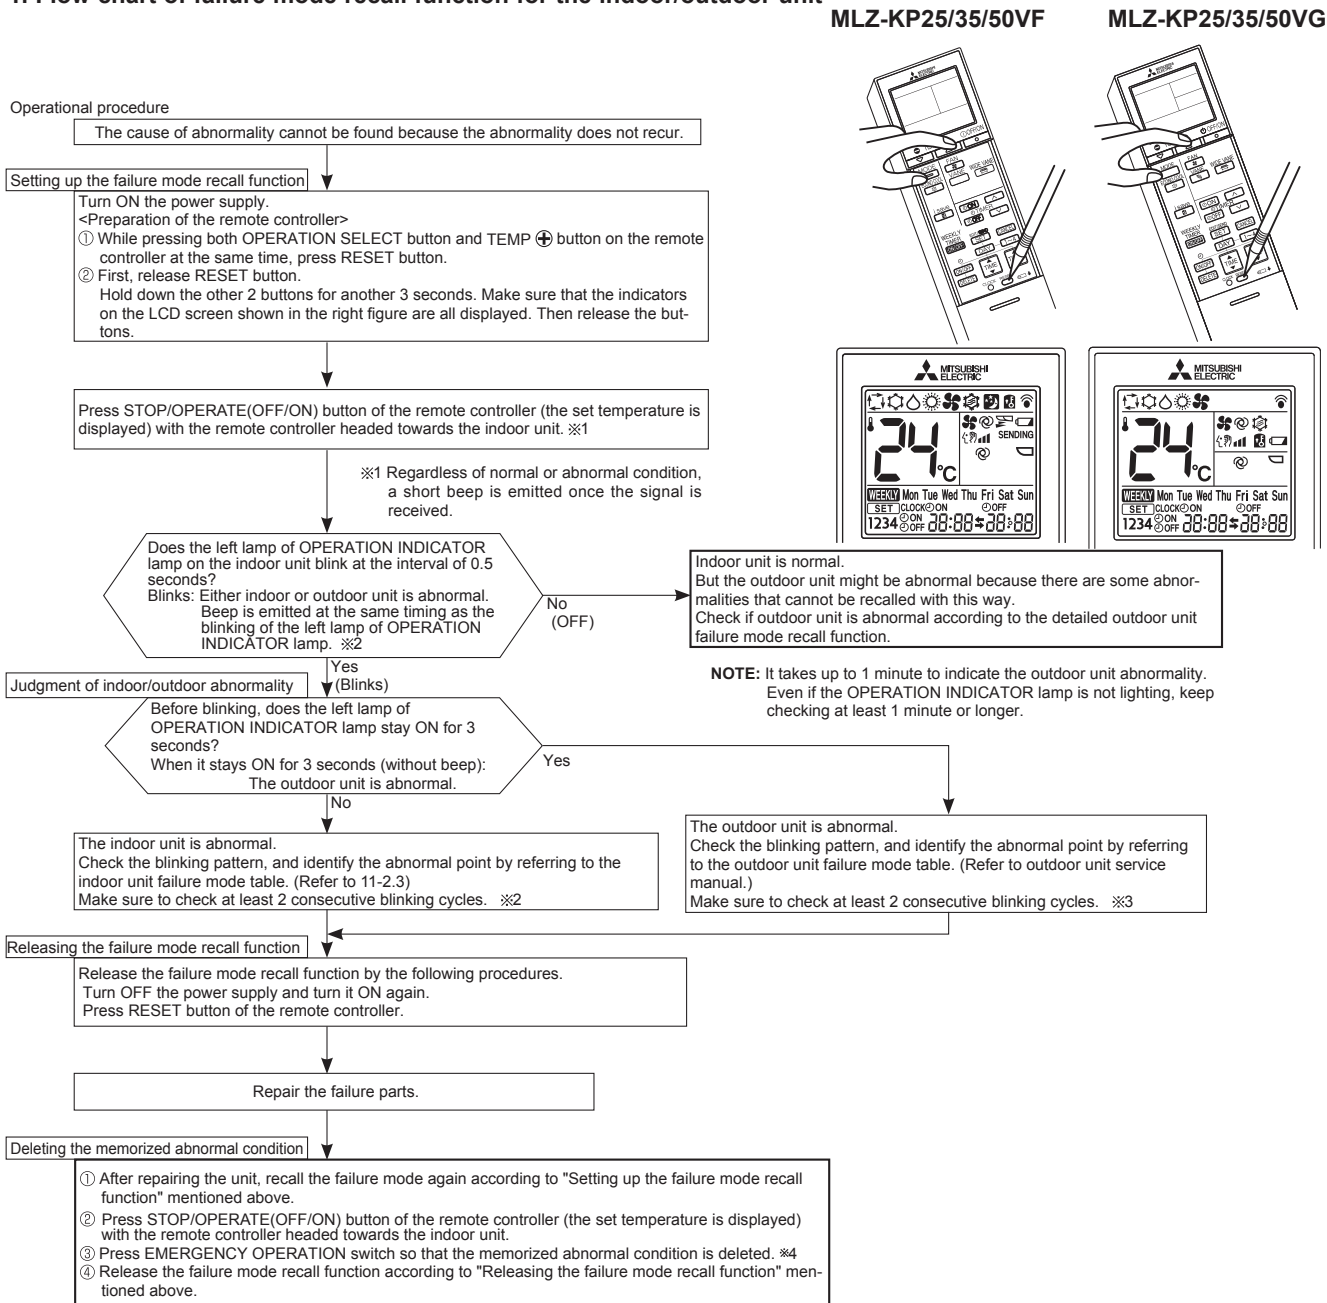 1. Flow chart of failure mode recall function for the indoor/outdoor unit
MLZ-KP25/35/50VF
MLZ-KP25/35/50VG
Operational procedure
The cause of abnormality cannot be found because the abnormality does not recur.
Setting up the failure mode recall function
Turn ON the power supply.
<Preparation of the remote controller>
① While pressing both OPERATION SELECT button and TEMP ⊕ button on the remote
controller at the same time, press RESET button.
② First, release RESET button.
Hold down the other 2 buttons for another 3 seconds. Make sure that the indicators
on the LCD screen shown in the right figure are all displayed. Then release the but-
tons.
MITSUBISHI
ELECTRIC
24°C
SENDING
WEEKLY Mon Tue Wed Thu Fri Sat Sun
SET CLOCK ON OFF
1234 ON OFF 88:88 88:88
MITSUBISHI
ELECTRIC
24°C
WEEKLY Mon Tue Wed Thu Fri Sat Sun
SET CLOCK ON OFF
1234 ON OFF 88:88 88:88
Press STOP/OPERATE(OFF/ON) button of the remote controller (the set temperature is
displayed) with the remote controller headed towards the indoor unit. ※1
※1 Regardless of normal or abnormal condition,
a short beep is emitted once the signal is
received.
Does the left lamp of OPERATION INDICATOR
lamp on the indoor unit blink at the interval of 0.5
seconds?
Blinks: Either indoor or outdoor unit is abnormal.
Beep is emitted at the same timing as the
blinking of the left lamp of OPERATION
INDICATOR lamp. ※2
No
(OFF)
Indoor unit is normal.
But the outdoor unit might be abnormal because there are some abnor-
malities that cannot be recalled with this way.
Check if outdoor unit is abnormal according to the detailed outdoor unit
failure mode recall function.
NOTE: It takes up to 1 minute to indicate the outdoor unit abnormality.
Even if the OPERATION INDICATOR lamp is not lighting, keep
checking at least 1 minute or longer.
Yes
(Blinks)
Judgment of indoor/outdoor abnormality
Before blinking, does the left lamp of
OPERATION INDICATOR lamp stay ON for 3
seconds?
When it stays ON for 3 seconds (without beep):
The outdoor unit is abnormal.
Yes
No
The indoor unit is abnormal.
Check the blinking pattern, and identify the abnormal point by referring to the
indoor unit failure mode table. (Refer to 11-2.3)
Make sure to check at least 2 consecutive blinking cycles. ※2
The outdoor unit is abnormal.
Check the blinking pattern, and identify the abnormal point by referring
to the outdoor unit failure mode table. (Refer to outdoor unit service
manual.)
Make sure to check at least 2 consecutive blinking cycles. ※3
Releasing the failure mode recall function
Release the failure mode recall function by the following procedures.
Turn OFF the power supply and turn it ON again.
Press RESET button of the remote controller.
Repair the failure parts.
Deleting the memorized abnormal condition
① After repairing the unit, recall the failure mode again according to "Setting up the failure mode recall
function" mentioned above.
② Press STOP/OPERATE(OFF/ON) button of the remote controller (the set temperature is displayed)
with the remote controller headed towards the indoor unit.
③ Press EMERGENCY OPERATION switch so that the memorized abnormal condition is deleted. ※4
④ Release the failure mode recall function according to "Releasing the failure mode recall function" men-
tioned above.